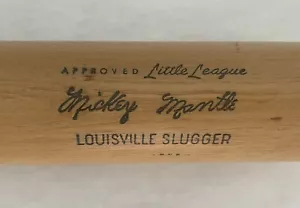 APPROVED Little League
Mickey Mantle
LOUISVILLE SLUGGER